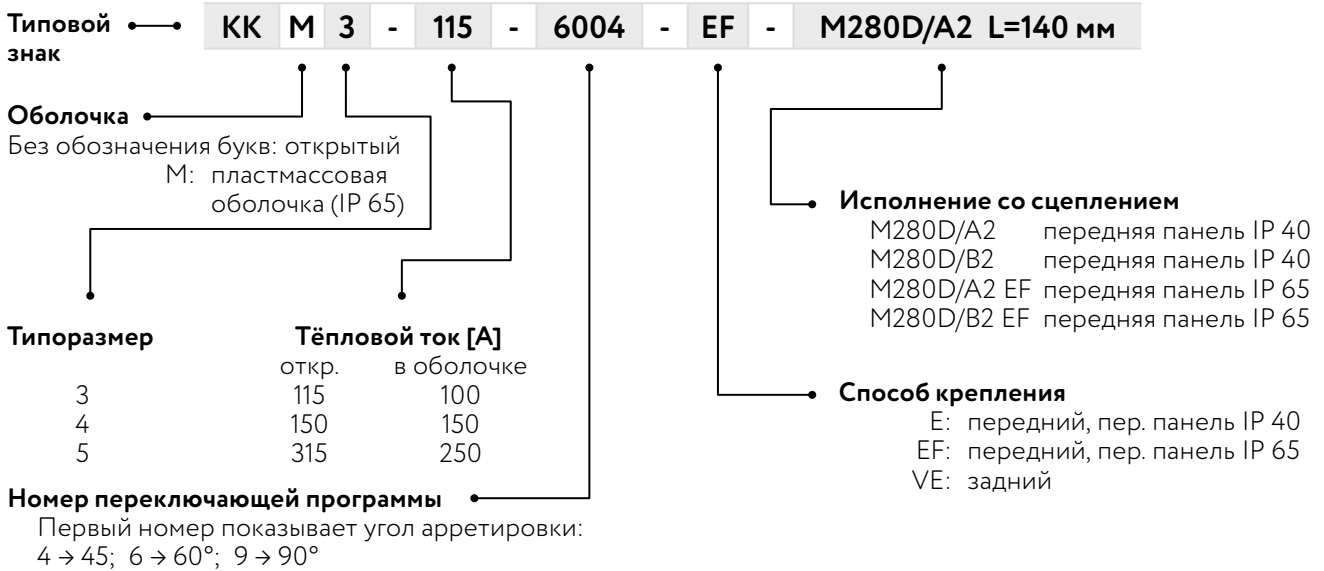 Типовой знак
КК М 3 - 115 - 6004 - EF - M280D/A2 L=140 мм
Оболочка
Без обозначения букв: открытый
М: пластмассовая
оболочка (IP 65)
Типоразмер
3
4
5
Тёпловой ток [А]
откр. в оболочке
115 100
150 150
315 250
Номер переключающей программы
Первый номер показывает угол арретировки:
4 → 45; 6 → 60°; 9 → 90°
Исполнение со сцеплением
M280D/A2 передняя панель IP 40
M280D/B2 передняя панель IP 40
M280D/A2 EF передняя панель IP 65
M280D/B2 EF передняя панель IP 65
Способ крепления
E: передний, пер. панель IP 40
EF: передний, пер. панель IP 65
VE: задний